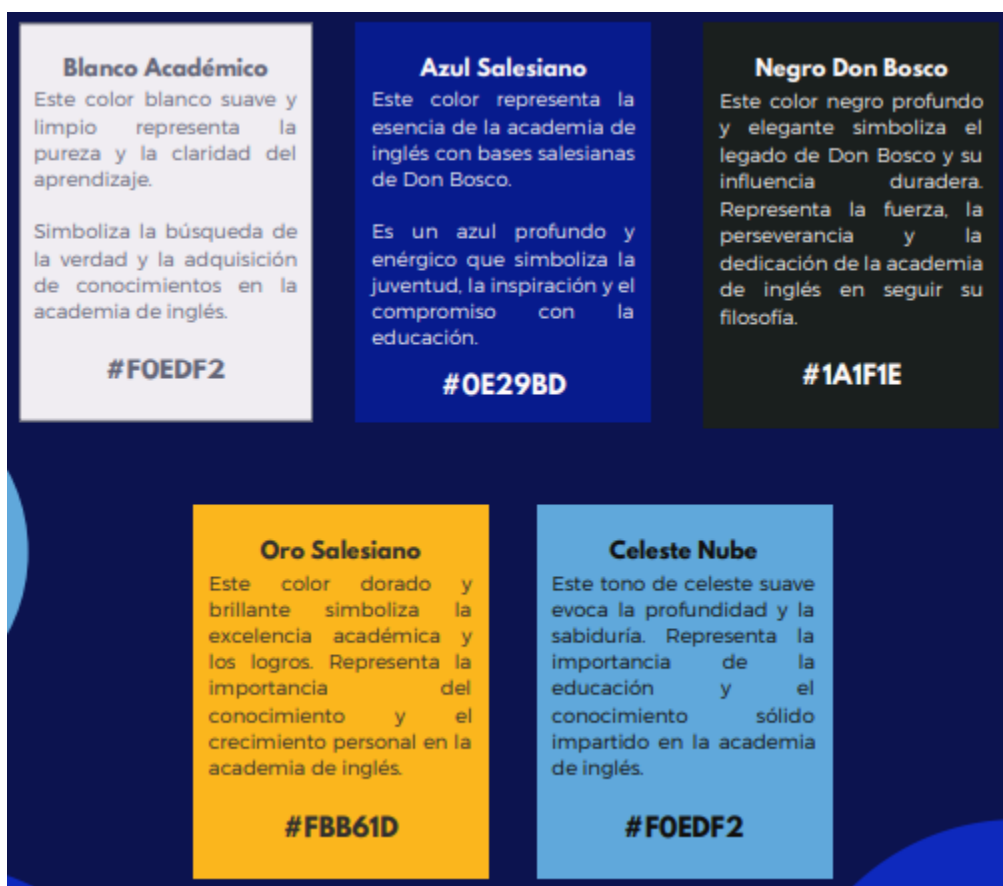 Blanco Académico
Este color blanco suave y
limpio representa la
pureza y la claridad del
aprendizaje.
Simboliza la búsqueda de
la verdad y la adquisición
de conocimientos en la
academia de inglés.
#F0EDF2
Azul Salesiano
Este color representa la
esencia de la academia de
inglés con bases salesianas
de Don Bosco.
Es un azul profundo y
enérgico que simboliza la
juventud, la inspiración y el
compromiso con la
educación.
#0E29BD
Negro Don Bosco
Este color negro profundo
y elegante simboliza el
legado de Don Bosco y su
influencia duradera.
Representa la fuerza, la
perseverancia y la
dedicación de la academia
de inglés en seguir su
filosofía.
#1A1F1E
Oro Salesiano
Este color dorado y
brillante simboliza la
excelencia académica y
los logros. Representa la
importancia del
conocimiento y el
crecimiento personal en la
academia de inglés.
#FBB61D
Celeste Nube
Este tono de celeste suave
evoca la profundidad y la
sabiduría. Representa la
importancia de la
educación y el
conocimiento sólido
impartido en la academia
de inglés.
#F0EDF2